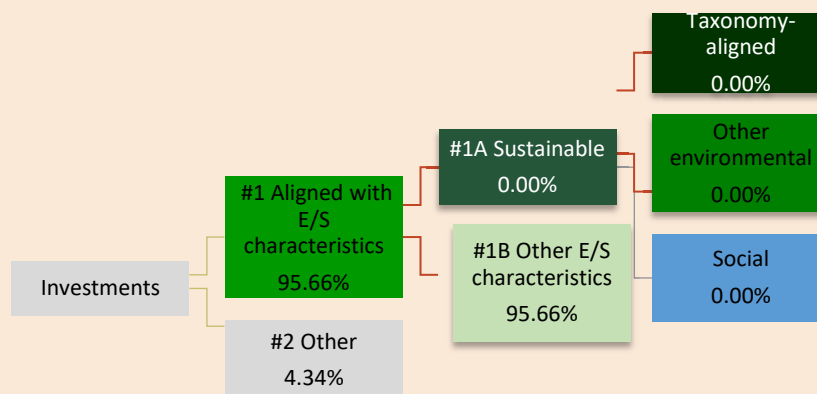 Taxonomy-
aligned
0.00%
#1A Sustainable
0.00%
Other
environmental
0.00%
#1 Aligned with
E/S
characteristics
95.66%
#1B Other E/S
characteristics
95.66%
Social
0.00%
Investments
#2 Other
4.34%